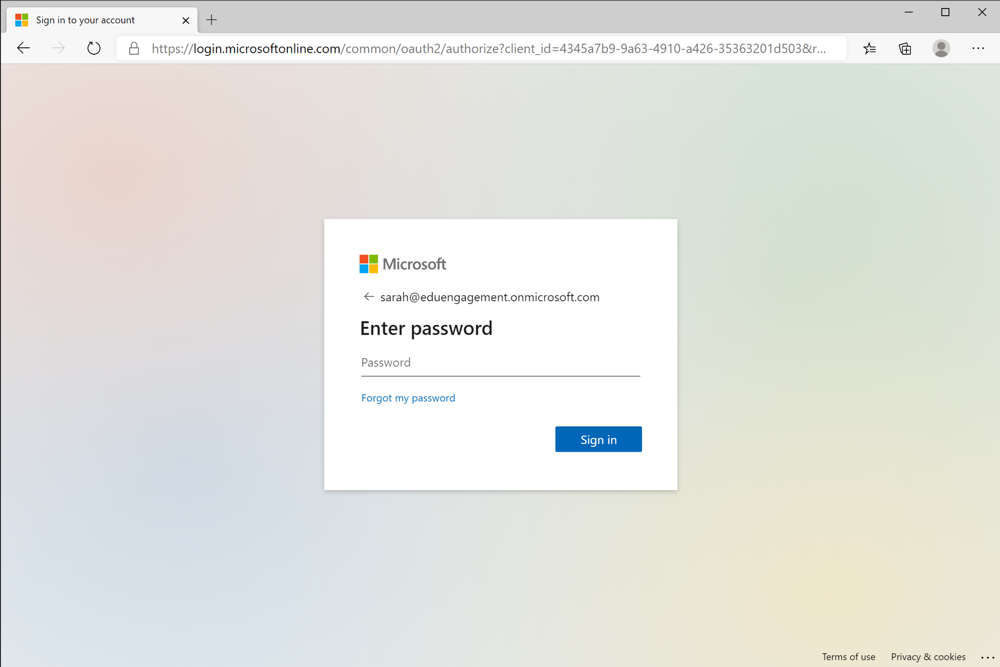 Sign in to your account
https://login.microsoftonline.com/common/oauth2/authorize?client_id=4345a7b9-9a63-4910-a426-35363201d503&r...
Microsoft
sarah@eduengagement.onmicrosoft.com
Enter password
Password
Forgot my password
Sign in
Terms of use Privacy & cookies ...